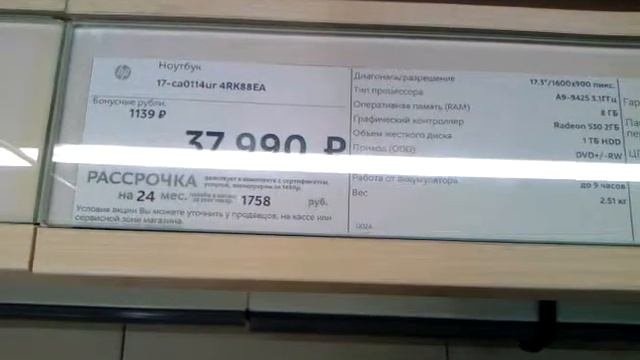 hp
Ноутбук
17-ca0114ur 4RK88EA
Бонусные рубли:
1139 ₽
37 990 ₽
РАССРОЧКА
на 24 мес.
1758 руб.
Условия акции Вы можете уточнить у продавцов, на кассе или
сервисной зоне магазина.
Диагональ/разрешение 17.3"/1600x900 пикс.
Тип процессора A9-9425 3.1ГГц
Оперативная память (RAM) 8 ГБ
Графический контроллер Radeon 530 2ГБ
Объем жесткого диска 1 ТБ HDD
Привод (ODD) DVD+/-RW
Работа от аккумулятора до 9 часов
Вес 2.51 кг
Гар